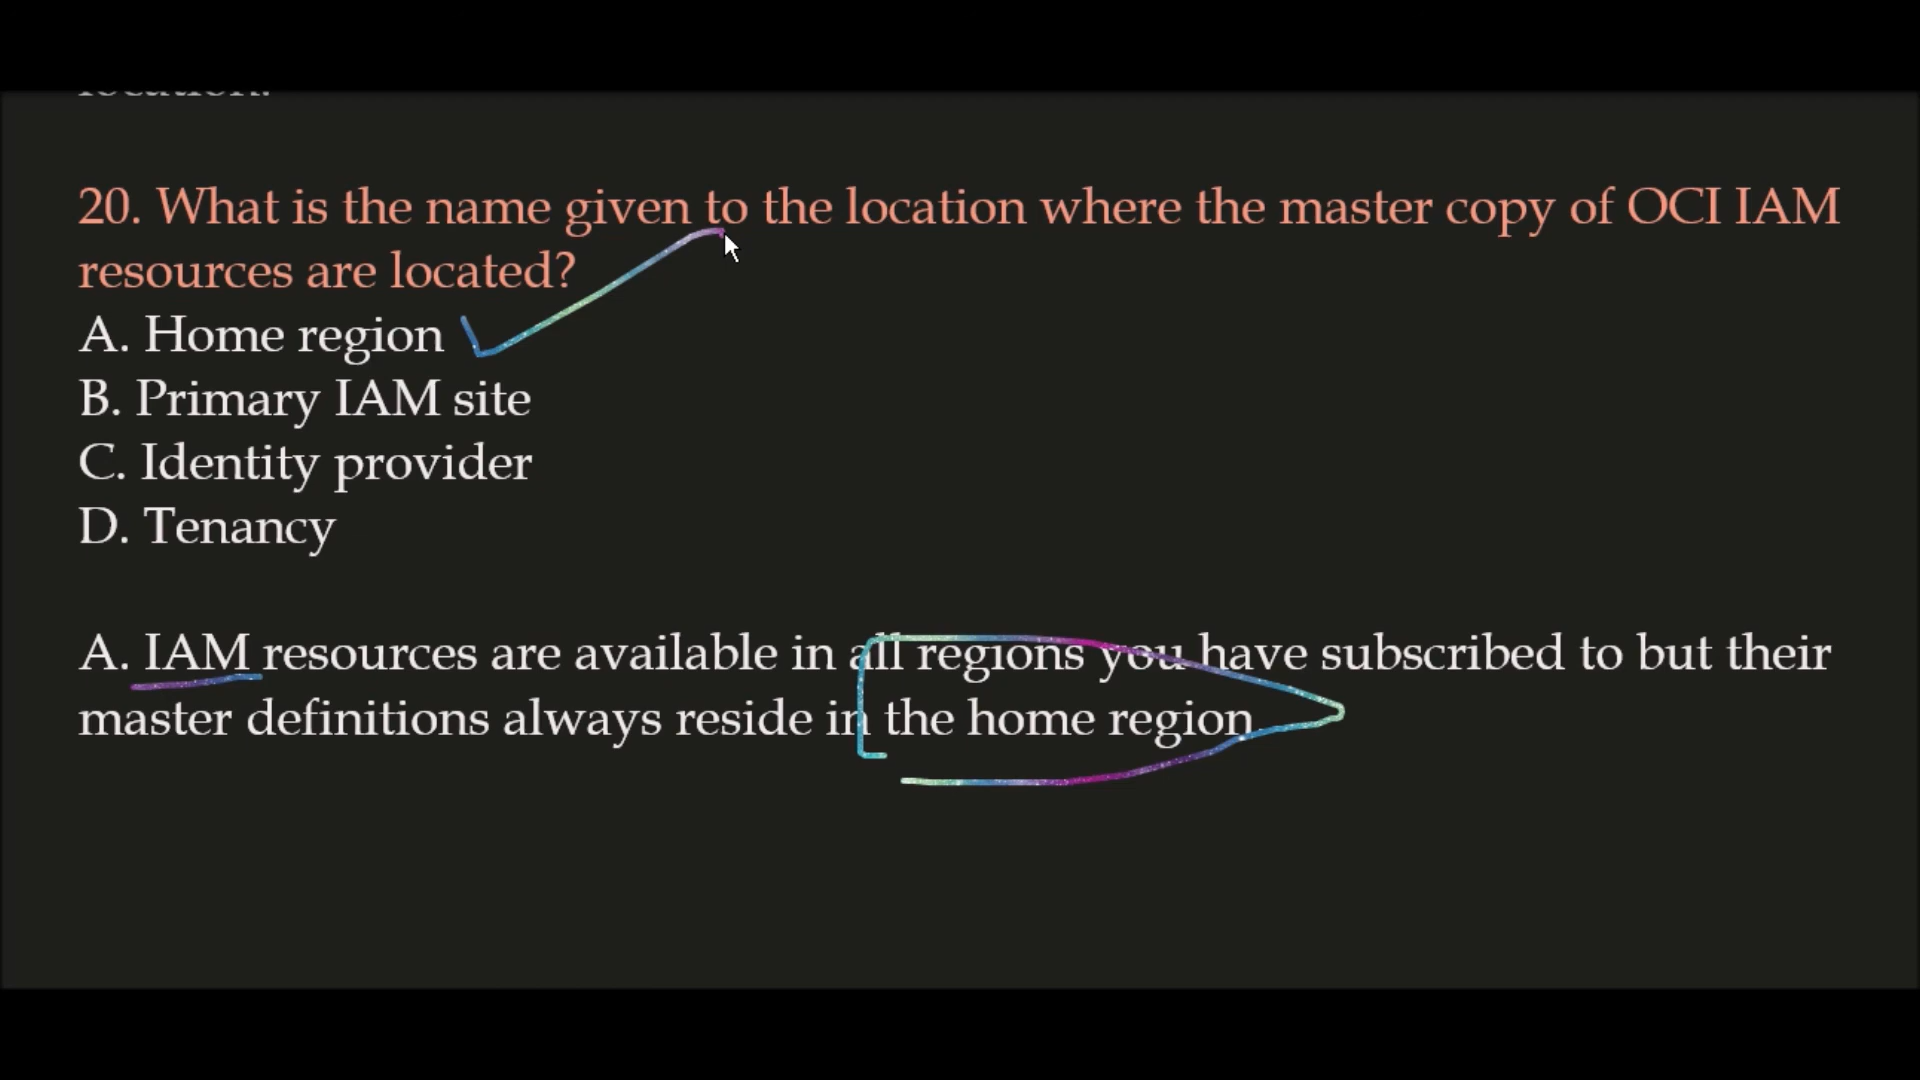 location.
20. What is the name given to the location where the master copy of OCI IAM
resources are located?
A. Home region
B. Primary IAM site
C. Identity provider
D. Tenancy
A. IAM resources are available in all regions you have subscribed to but their
master definitions always reside in the home region.